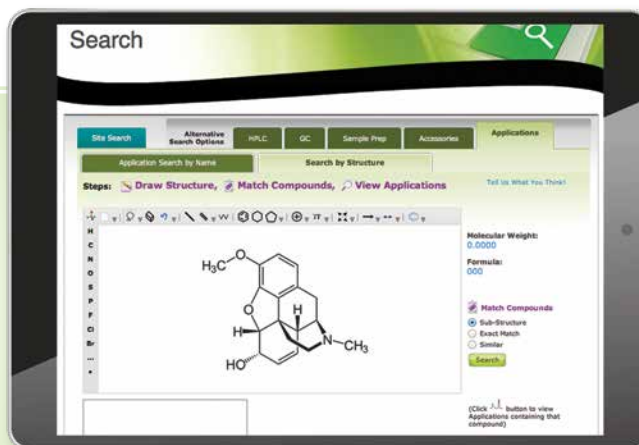 Search
Site Search
Alternative
Search Options
HPLC
GC
Sample Prep
Accessories
Applications
Application Search by Name
Search by Structure
Steps: Draw Structure, Match Compounds, View Applications
Tell Us What You Think!
H
C
N
O
S
P
F
Cl
Br
...
*
H₃C
O
O
H
H
N
CH₃
HO
Molecular Weight:
0.0000
Formula:
000
Match Compounds
Sub-Structure
Exact Match
Similar
Search
(Click button to view
Applications containing that
compound)